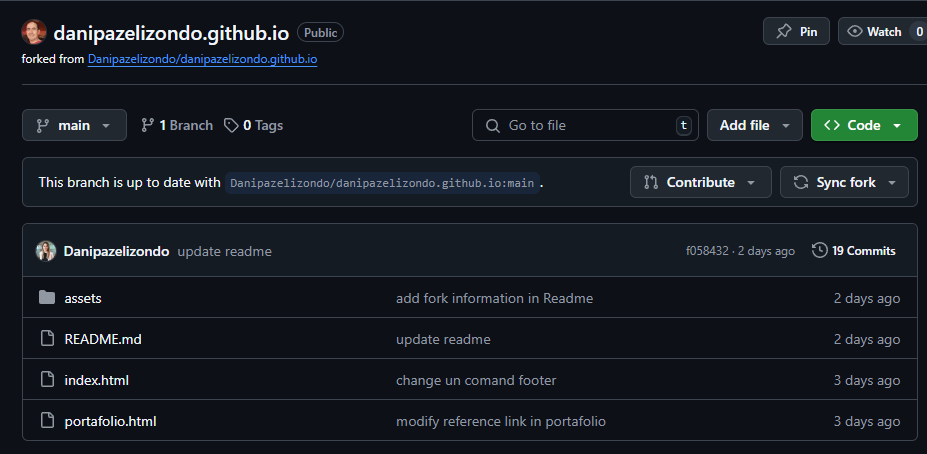 danipazelizondo.github.io Public Pin Watch 0
forked from Danipazelizondo/danipazelizondo.github.io
main 1 Branch 0 Tags Go to file t Add file Code
This branch is up to date with Danipazelizondo/danipazelizondo.github.io:main . Contribute Sync fork
Danipazelizondo update readme f058432 · 2 days ago 19 Commits
assets add fork information in Readme 2 days ago
README.md update readme 2 days ago
index.html change un comand footer 3 days ago
portafolio.html modify reference link in portafolio 3 days ago